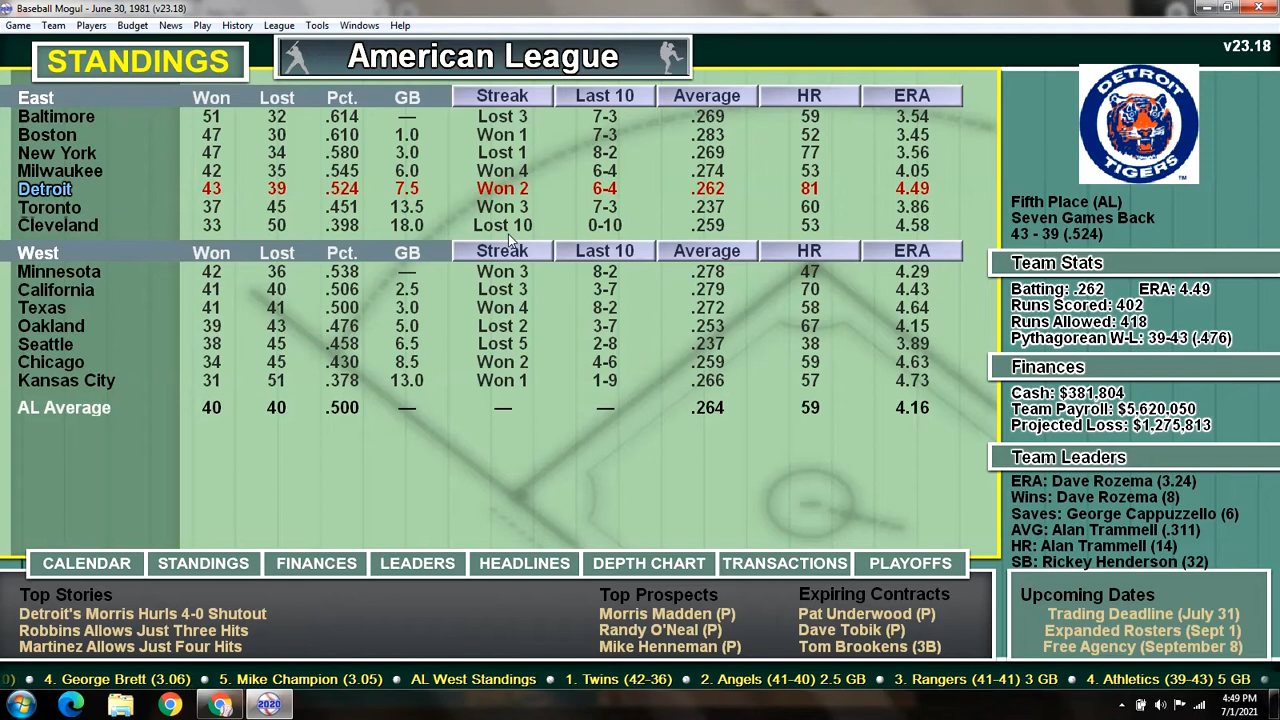 Baseball Mogul - June 30, 1981 (v23.18)
Game Team Players Budget News Play History League Tools Windows Help
STANDINGS American League v23.18
East Won Lost Pct. GB Streak Last 10 Average HR ERA
Baltimore 51 32 .614 — Lost 3 7-3 .269 59 3.54
Boston 47 30 .610 1.0 Won 1 7-3 .283 52 3.45
New York 47 34 .580 3.0 Lost 1 8-2 .269 77 3.56
Milwaukee 42 35 .545 6.0 Won 4 6-4 .274 53 4.05
Detroit 43 39 .524 7.5 Won 2 6-4 .262 81 4.49
Toronto 37 45 .451 13.5 Won 3 7-3 .237 60 3.86
Cleveland 33 50 .398 18.0 Lost 10 0-10 .259 53 4.58
West Won Lost Pct. GB Streak Last 10 Average HR ERA
Minnesota 42 36 .538 — Won 3 8-2 .278 47 4.29
California 41 40 .506 2.5 Lost 3 3-7 .279 70 4.43
Texas 41 41 .500 3.0 Won 4 8-2 .272 58 4.64
Oakland 39 43 .476 5.0 Lost 2 3-7 .253 67 4.15
Seattle 38 45 .458 6.5 Lost 5 2-8 .237 38 3.89
Chicago 34 45 .430 8.5 Won 2 4-6 .259 59 4.63
Kansas City 31 51 .378 13.0 Won 1 1-9 .266 57 4.73
AL Average 40 40 .500 — — — .264 59 4.16
DETROIT
TIGERS
Fifth Place (AL)
Seven Games Back
43 - 39 (.524)
Team Stats
Batting: .262 ERA: 4.49
Runs Scored: 402
Runs Allowed: 418
Pythagorean W-L: 39-43 (.476)
Finances
Cash: $381,804
Team Payroll: $5,620,050
Projected Loss: $1,275,813
Team Leaders
ERA: Dave Rozema (3.24)
Wins: Dave Rozema (8)
Saves: George Cappuzzello (6)
AVG: Alan Trammell (.311)
HR: Alan Trammell (14)
SB: Rickey Henderson (32)
CALENDAR STANDINGS FINANCES LEADERS HEADLINES DEPTH CHART TRANSACTIONS PLAYOFFS
Top Stories
Detroit's Morris Hurls 4-0 Shutout
Robbins Allows Just Three Hits
Martinez Allows Just Four Hits
Top Prospects
Morris Madden (P)
Randy O'Neal (P)
Mike Henneman (P)
Expiring Contracts
Pat Underwood (P)
Dave Tobik (P)
Tom Brookens (3B)
Upcoming Dates
Trading Deadline (July 31)
Expanded Rosters (Sept 1)
Free Agency (September 8)
0) • 4. George Brett (3.06) • 5. Mike Champion (3.05) • AL West Standings • 1. Twins (42-36) • 2. Angels (41-40) 2.5 GB • 3. Rangers (41-41) 3 GB • 4. Athletics (39-43) 5 GB •
2020
4:49 PM
7/1/2021